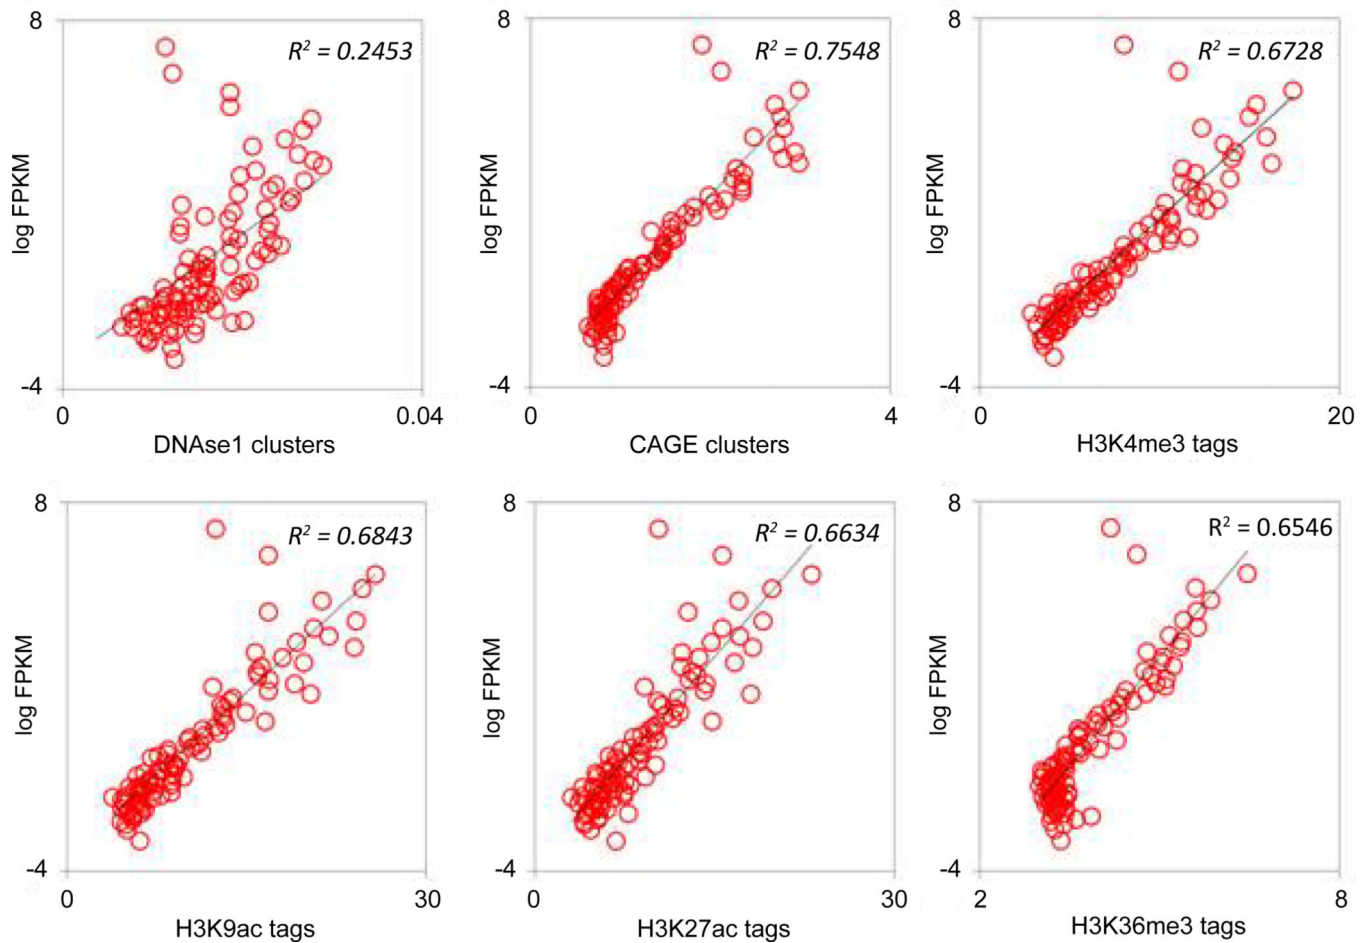 8
R² = 0.2453
log FPKM
-4
0
0.04
DNAse1 clusters
8
R² = 0.7548
log FPKM
-4
0
4
CAGE clusters
8
R² = 0.6728
log FPKM
-4
0
20
H3K4me3 tags
8
R² = 0.6843
log FPKM
-4
0
30
H3K9ac tags
8
R² = 0.6634
log FPKM
-4
0
30
H3K27ac tags
8
R² = 0.6546
log FPKM
-4
2
8
H3K36me3 tags